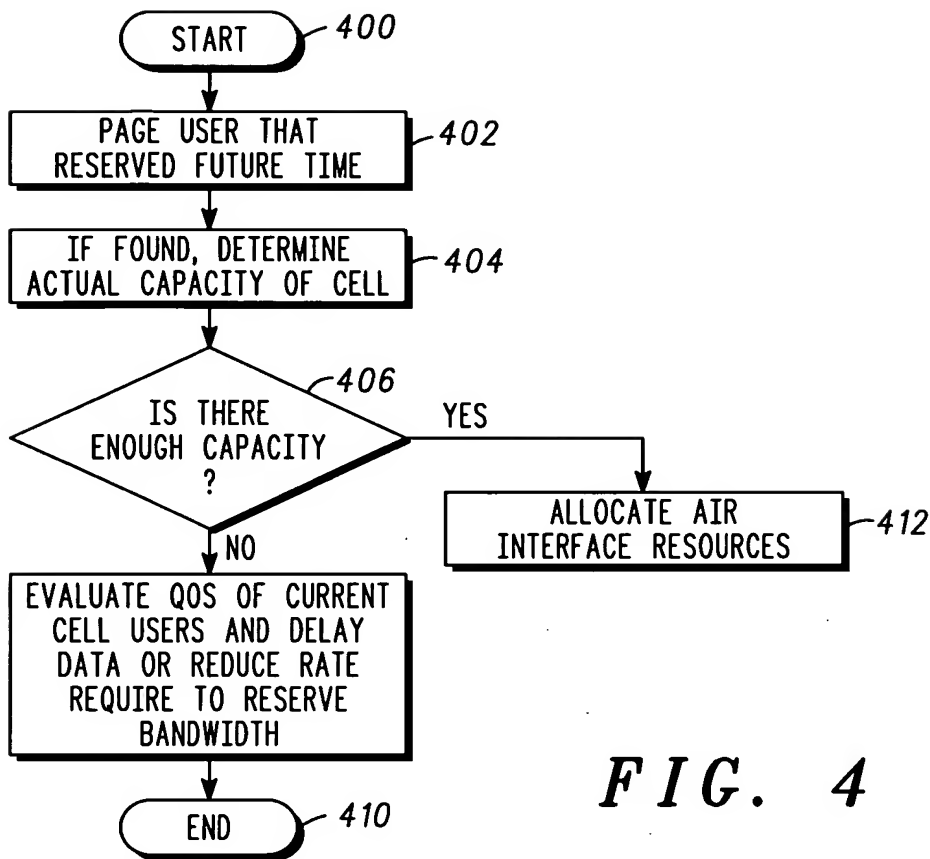 START
400
PAGE USER THAT
RESERVED FUTURE TIME
402
IF FOUND, DETERMINE
ACTUAL CAPACITY OF CELL
404
406
IS THERE
ENOUGH CAPACITY
?
YES
ALLOCATE AIR
INTERFACE RESOURCES
412
NO
EVALUATE QOS OF CURRENT
CELL USERS AND DELAY
DATA OR REDUCE RATE
REQUIRE TO RESERVE
BANDWIDTH
END
410
FIG. 4